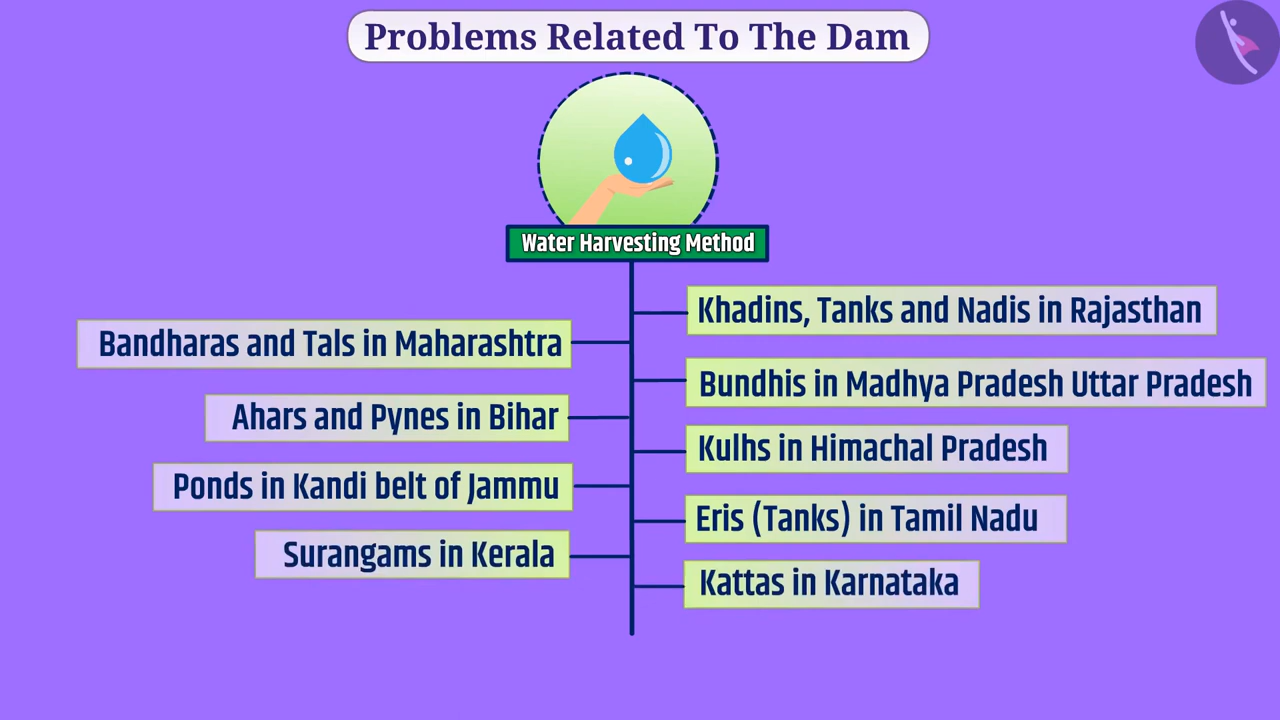 Problems Related To The Dam
Water Harvesting Method
Khadins, Tanks and Nadis in Rajasthan
Bandharas and Tals in Maharashtra
Bundhis in Madhya Pradesh Uttar Pradesh
Ahars and Pynes in Bihar
Kulhs in Himachal Pradesh
Ponds in Kandi belt of Jammu
Eris (Tanks) in Tamil Nadu
Surangams in Kerala
Kattas in Karnataka